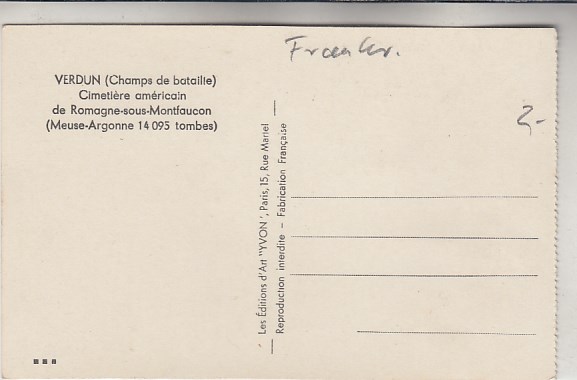 Frankr.
VERDUN (Champs de bataille)
Cimetière américain
de Romagne-sous-Montfaucon
(Meuse-Argonne 14 095 tombes)
2-
Les Éditions d'Art "YVON", Paris, 15, Rue Martel
Reproduction interdite – Fabrication Française